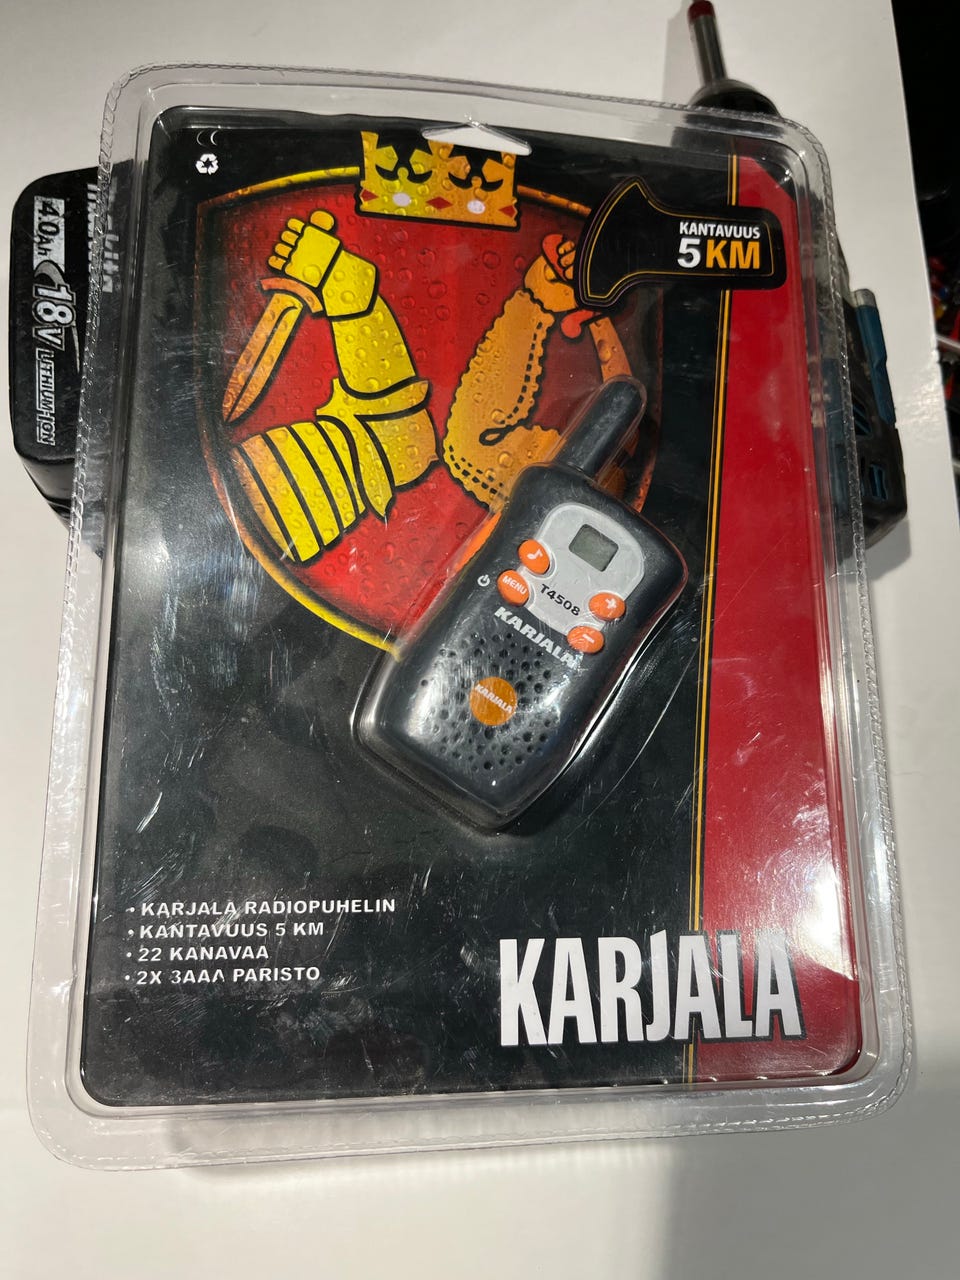 KANTAVUUS
5 KM
4.0Ah
18V
LITHIUM-ION
MENU
T4508
KARJALA
KARJALA
• KARJALA RADIOPUHELIN
• KANTAVUUS 5 KM
• 22 KANAVAA
• 2X 3AAA PARISTO
KARJALA